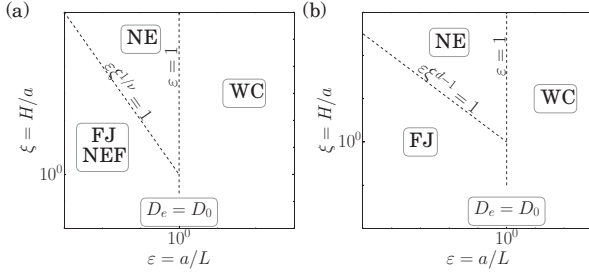 (a)
NE
εξ^{1/ν} = 1
ε = 1
WC
ξ = H/a
FJ
NEF
10^0
D_e = D_0
10^0
ε = a/L
(b)
NE
εξ^{d−1} = 1
ε = 1
WC
ξ = H/a
FJ
10^0
D_e = D_0
10^0
ε = a/L